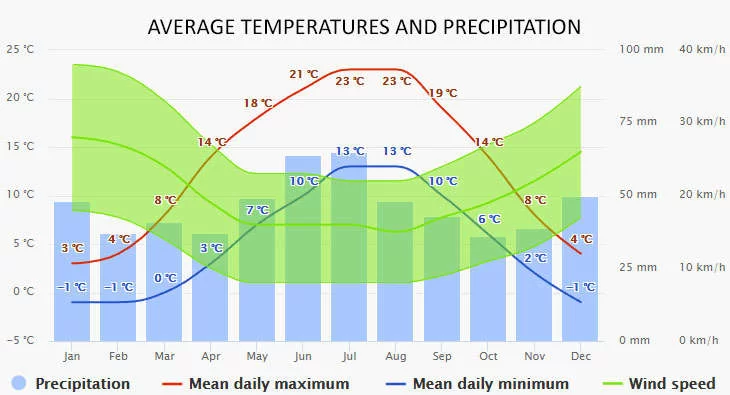 AVERAGE TEMPERATURES AND PRECIPITATION
25 °C 100 mm 40 km/h
21 °C 23 °C 23 °C
20 °C 18 °C 19 °C 75 mm 30 km/h
14 °C 14 °C
15 °C 13 °C 13 °C
10 °C 10 °C
10 °C 8 °C 7 °C 8 °C 50 mm 20 km/h
6 °C
5 °C 3 °C 4 °C 3 °C 4 °C
2 °C 25 mm 10 km/h
0 °C −1 °C −1 °C 0 °C −1 °C
−5 °C 0 mm 0 km/h
Jan Feb Mar Apr May Jun Jul Aug Sep Oct Nov Dec
Precipitation Mean daily maximum Mean daily minimum Wind speed